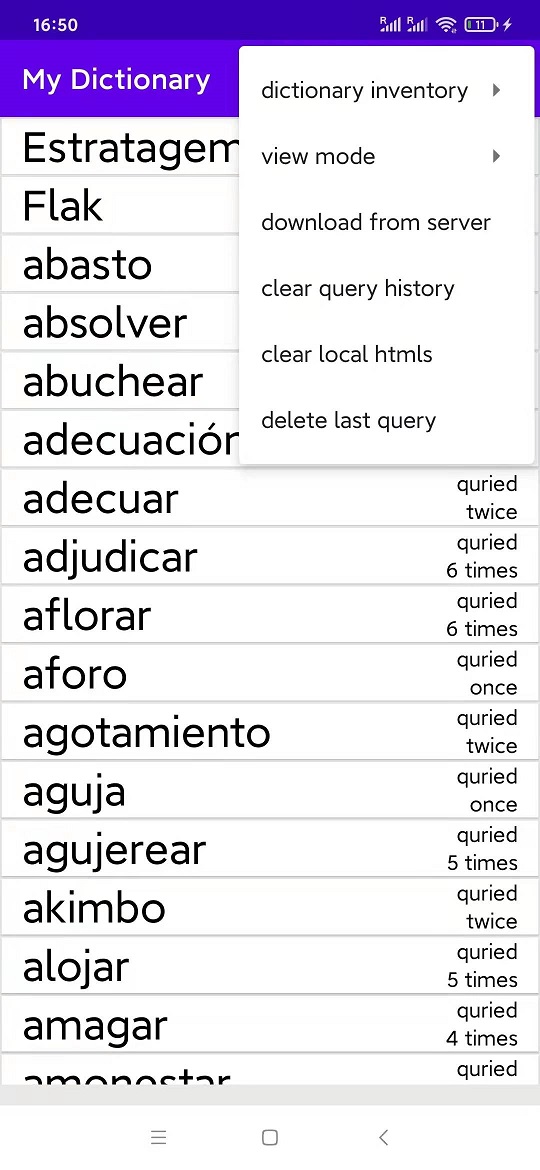 16:50
R R 11
My Dictionary
dictionary inventory
view mode
download from server
clear query history
clear local htmls
delete last query
Estratagem
Flak
abasto
absolver
abuchear
adecuación
adecuar
quried
twice
adjudicar
quried
6 times
aflorar
quried
6 times
aforo
quried
once
agotamiento
quried
twice
aguja
quried
once
agujerear
quried
5 times
akimbo
quried
twice
alojar
quried
5 times
amagar
quried
4 times
amonestar
quried